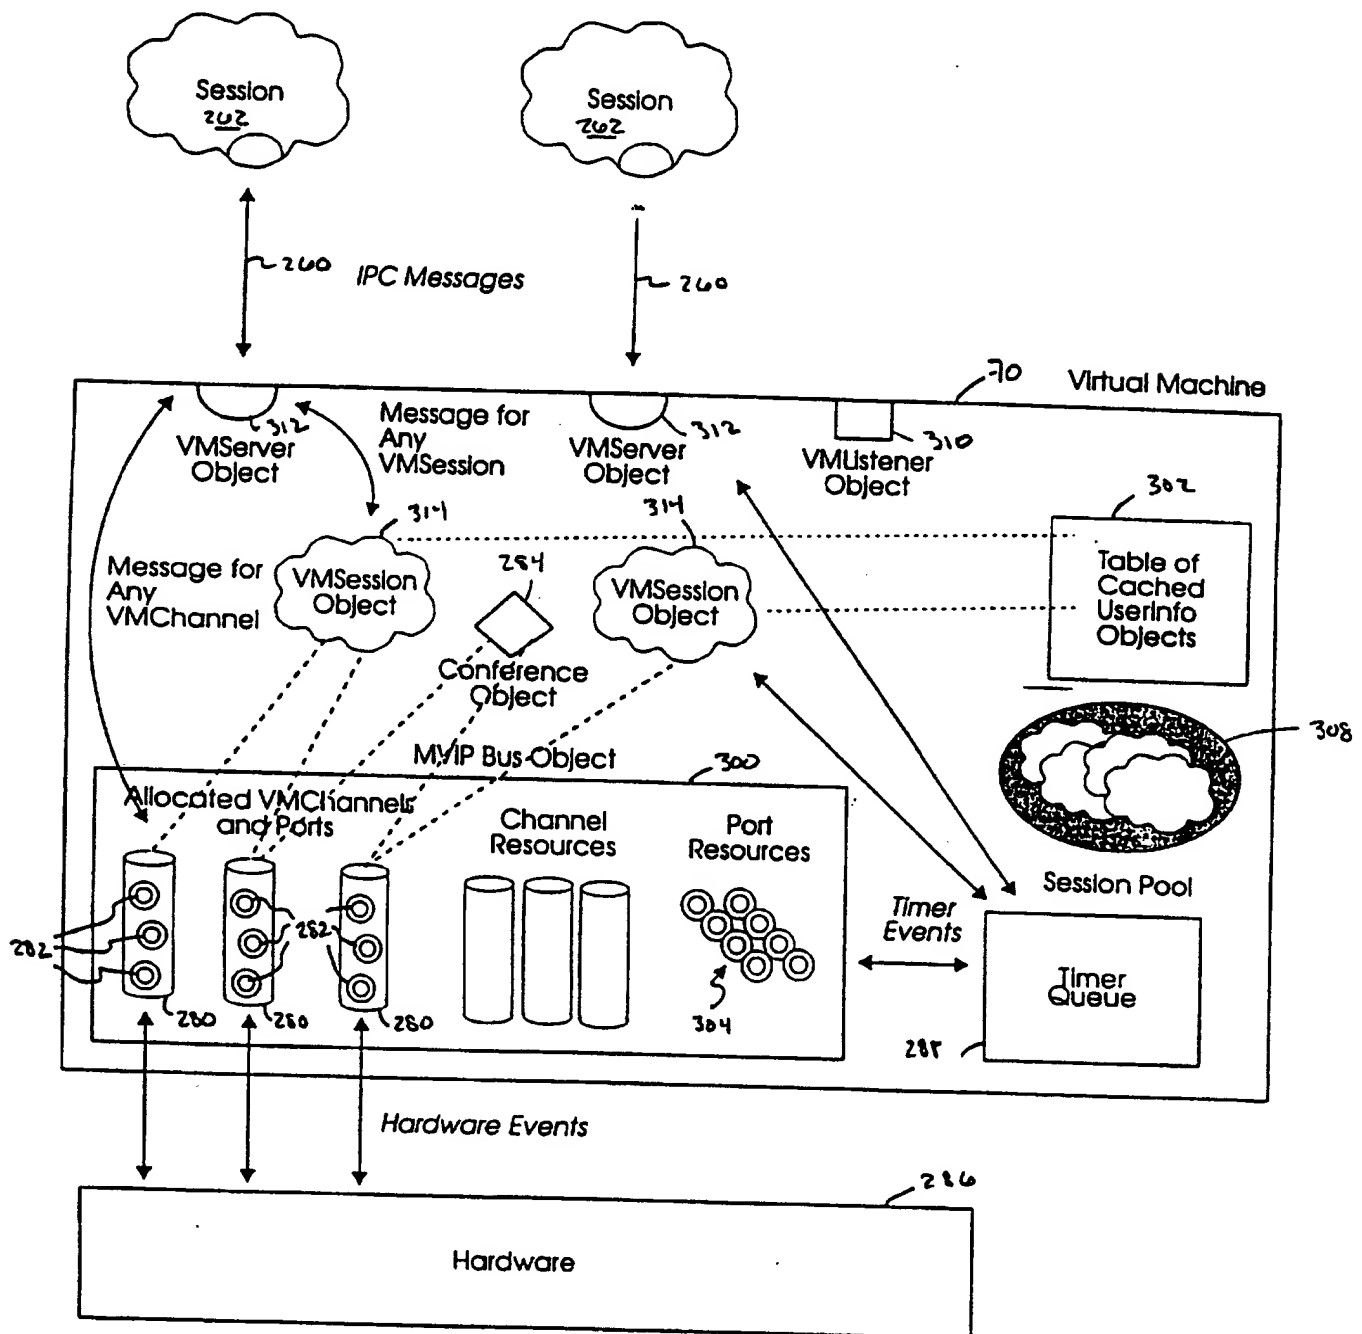 Session
262
Session
262
260
IPC Messages
260
70
Virtual Machine
312
VMServer
Object
Message for
Any
VMSession
312
VMServer
Object
310
VMListener
Object
302
314
314
Message for
Any
VMChannel
VMSession
Object
284
VMSession
Object
Table of
Cached
UserInfo
Objects
Conference
Object
308
MVIP Bus Object
300
Allocated VMChannels
and Ports
Channel
Resources
Port
Resources
Session Pool
Timer
Events
282
282
Timer
Queue
280
280
280
304
288
Hardware Events
286
Hardware